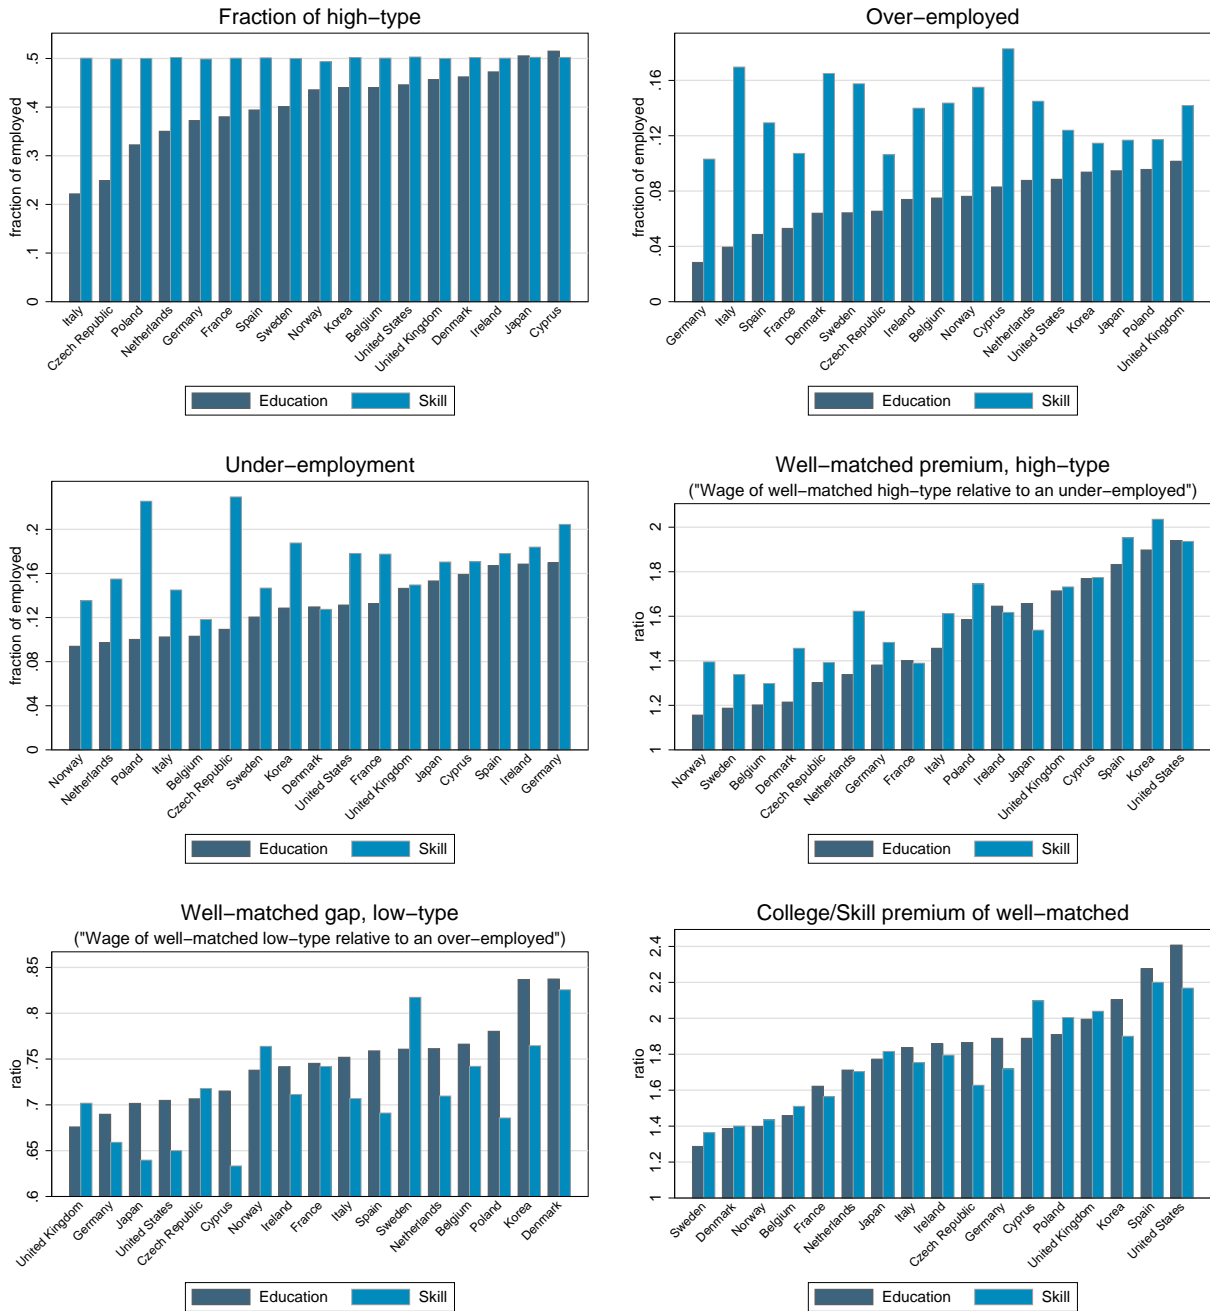 Fraction of high−type
fraction of employed
0 .1 .2 .3 .4 .5
Italy
Czech Republic
Poland
Netherlands
Germany
France
Spain
Sweden
Norway
Korea
Belgium
United States
United Kingdom
Denmark
Ireland
Japan
Cyprus
Education Skill
Over−employed
fraction of employed
0 .04 .08 .12 .16
Germany
Italy
Spain
France
Denmark
Sweden
Czech Republic
Ireland
Belgium
Norway
Cyprus
Netherlands
United States
Korea
Japan
Poland
United Kingdom
Education Skill
Under−employment
fraction of employed
0 .04 .08 .12 .16 .2
Norway
Netherlands
Poland
Italy
Belgium
Czech Republic
Sweden
Korea
Denmark
United States
France
United Kingdom
Japan
Cyprus
Spain
Ireland
Germany
Education Skill
Well−matched premium, high−type
("Wage of well−matched high−type relative to an under−employed")
ratio
1 1.2 1.4 1.6 1.8 2
Norway
Sweden
Belgium
Denmark
Czech Republic
Netherlands
Germany
France
Italy
Poland
Ireland
Japan
United Kingdom
Cyprus
Spain
Korea
United States
Education Skill
Well−matched gap, low−type
("Wage of well−matched low−type relative to an over−employed")
ratio
.6 .65 .7 .75 .8 .85
United Kingdom
Germany
Japan
United States
Czech Republic
Cyprus
Norway
Ireland
France
Italy
Spain
Sweden
Netherlands
Belgium
Poland
Korea
Denmark
Education Skill
College/Skill premium of well−matched
ratio
1 1.2 1.4 1.6 1.8 2 2.2 2.4
Sweden
Denmark
Norway
Belgium
France
Netherlands
Japan
Italy
Ireland
Czech Republic
Germany
Cyprus
Poland
United Kingdom
Korea
Spain
United States
Education Skill